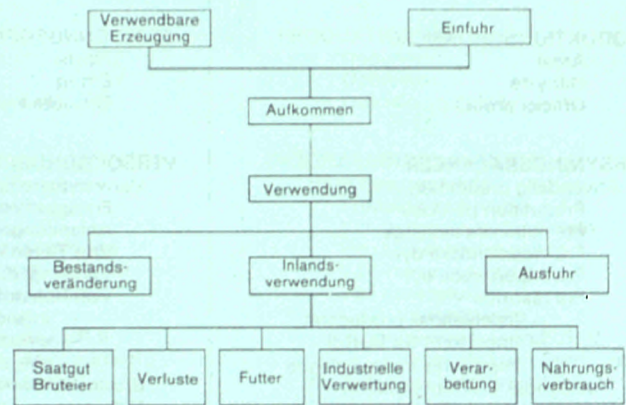 Verwendbare
Erzeugung
Einfuhr
Aufkommen
Verwendung
Bestands-
veränderung
Inlands-
verwendung
Ausfuhr
Saatgut
Bruteier
Verluste
Futter
Industrielle
Verwertung
Verar-
beitung
Nahrungs-
verbrauch